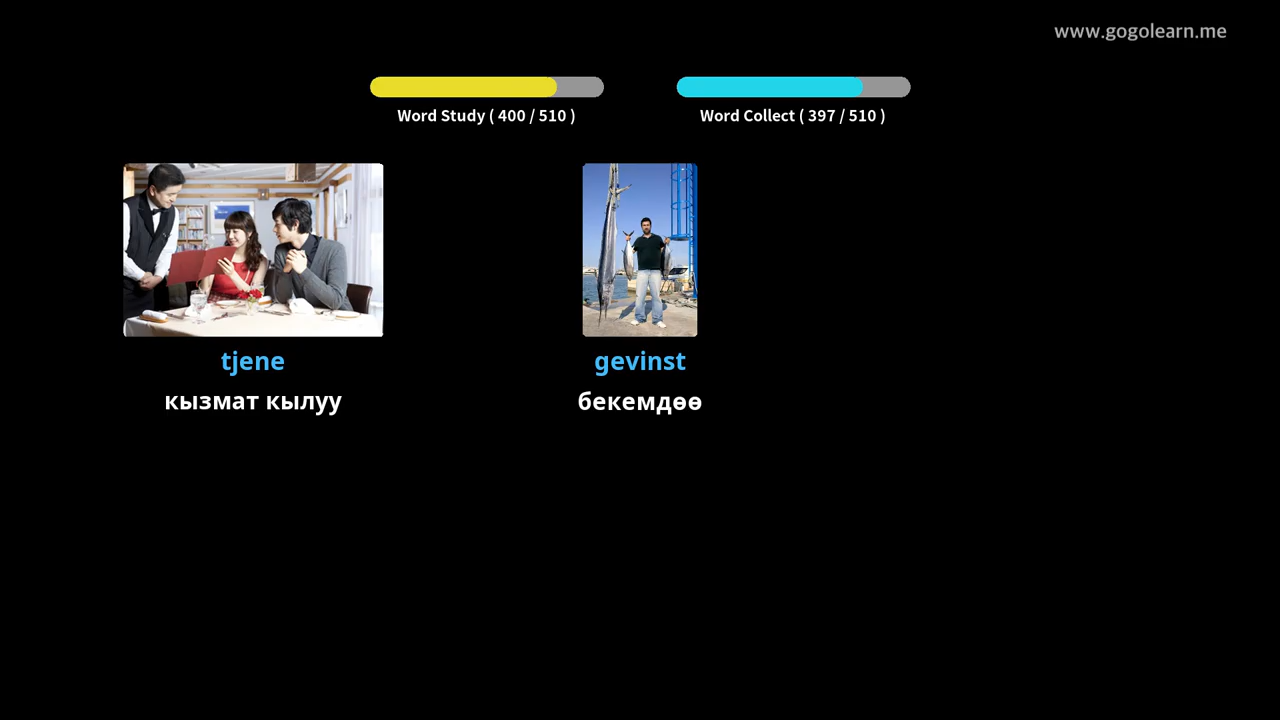 www.gogolearn.me
Word Study ( 400 / 510 )
Word Collect ( 397 / 510 )
tjene
gevinst
кызмат кылуу
бекемдөө